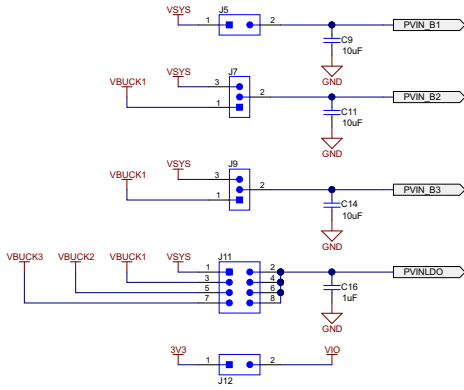 VSYS J5
1 2 PVIN_B1
C9
10uF
GND
VSYS J7
VBUCK1 3 2 PVIN_B2
1 C11
10uF
GND
VSYS J9
VBUCK1 3 2 PVIN_B3
1 C14
10uF
GND
VBUCK3 VBUCK2 VBUCK1 VSYS J11
1 2 PVINLDO
3 4
5 6 C16
7 8 1uF
GND
3V3 VIO
1 2
J12